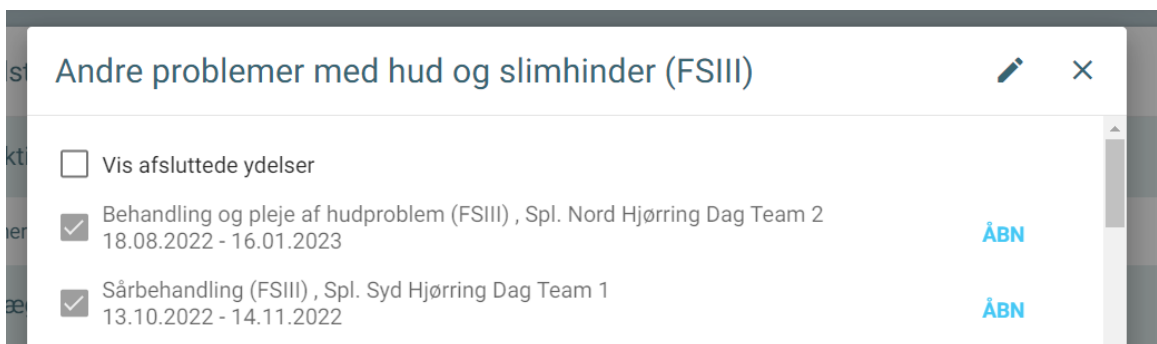 Andre problemer med hud og slimhinder (FSIII)
Vis afsluttede ydelser
Behandling og pleje af hudproblem (FSIII) , Spl. Nord Hjørring Dag Team 2
18.08.2022 - 16.01.2023
ÅBN
Sårbehandling (FSIII) , Spl. Syd Hjørring Dag Team 1
13.10.2022 - 14.11.2022
ÅBN